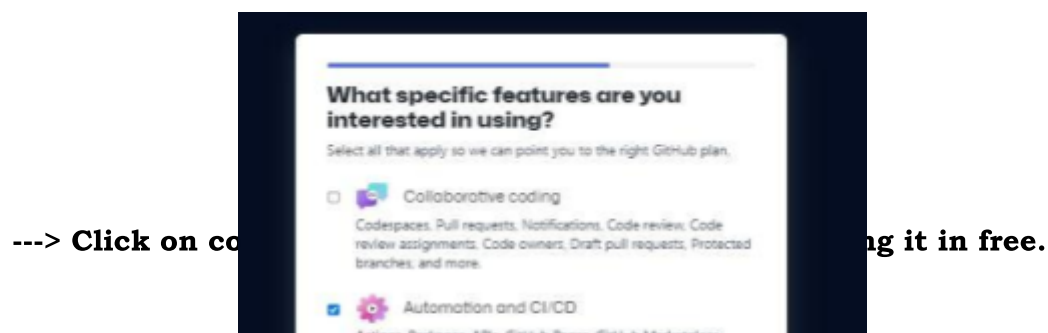 What specific features are you
interested in using?
Select all that apply so we can point you to the right GitHub plan.
Collaborative coding
Codespaces, Pull requests, Notifications, Code review, Code
review assignments, Code owners, Draft pull requests, Protected
branches, and more.
---> Click on it in free.
Automation and CI/CD